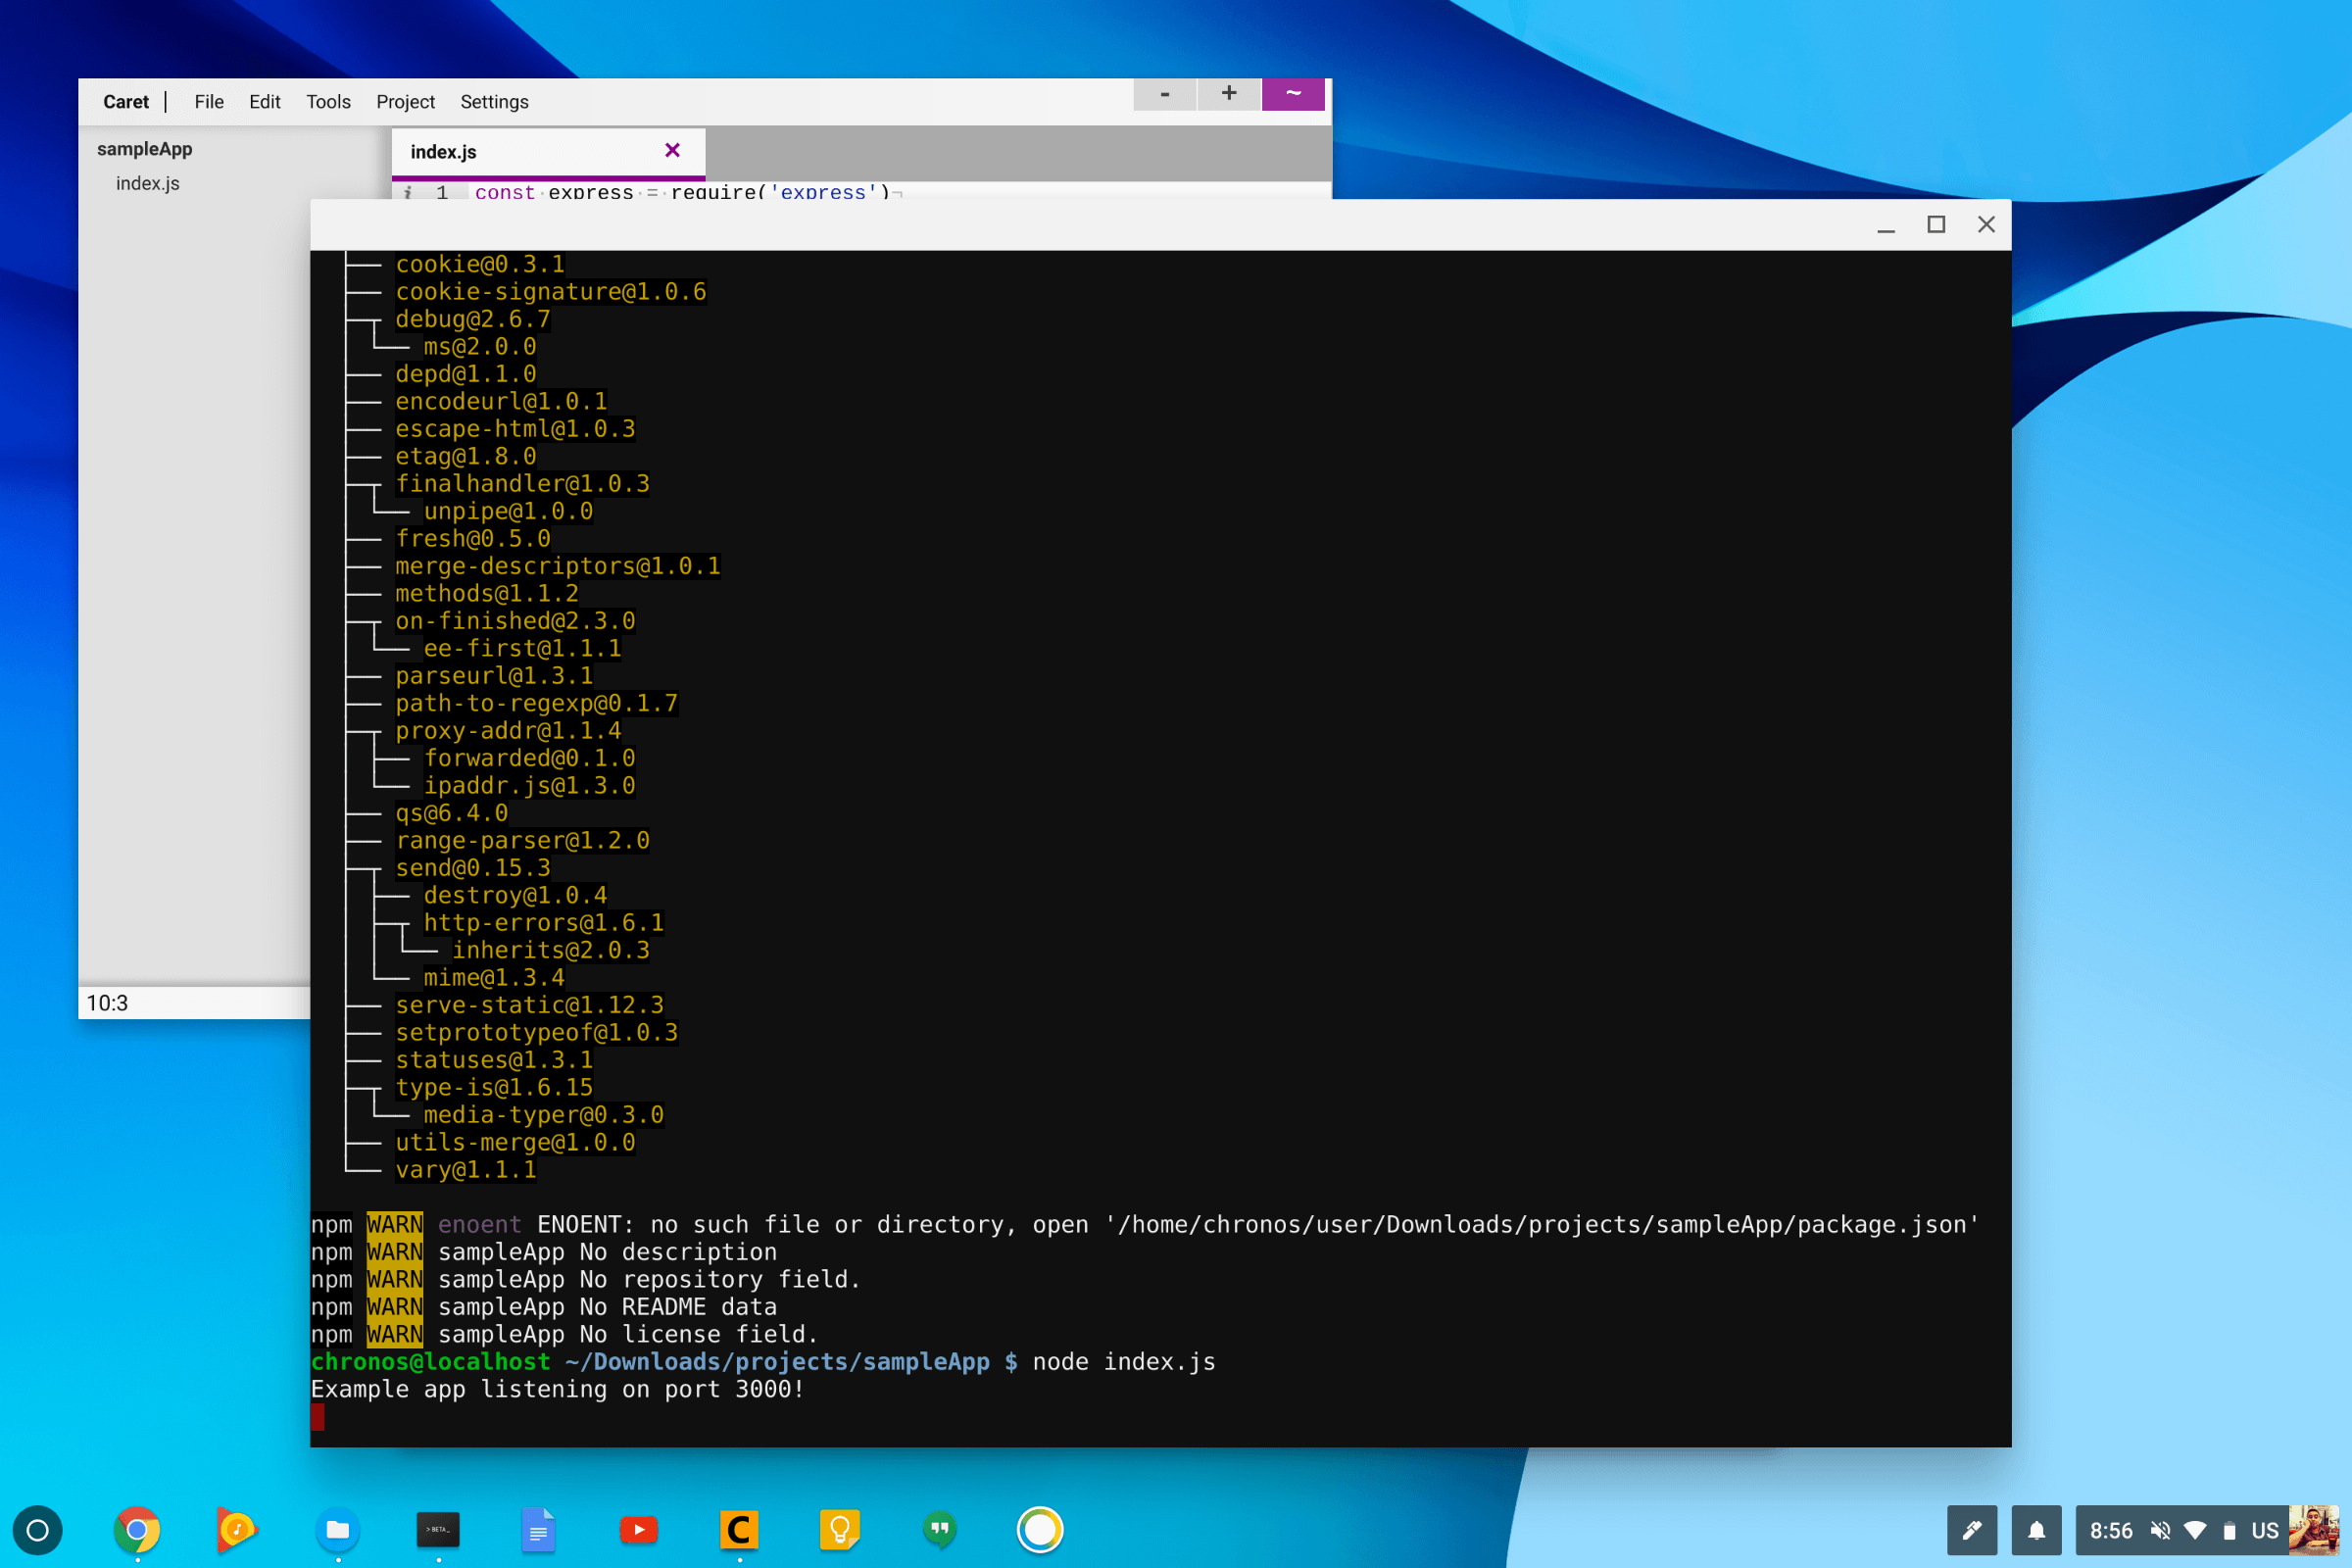 Caret | File Edit Tools Project Settings - + ~
sampleApp
index.js
index.js ×
i 1 const express = require('express')
├── cookie@0.3.1
├── cookie-signature@1.0.6
├─┬ debug@2.6.7
│ └── ms@2.0.0
├── depd@1.1.0
├── encodeurl@1.0.1
├── escape-html@1.0.3
├── etag@1.8.0
├─┬ finalhandler@1.0.3
│ └── unpipe@1.0.0
├── fresh@0.5.0
├── merge-descriptors@1.0.1
├── methods@1.1.2
├─┬ on-finished@2.3.0
│ └── ee-first@1.1.1
├── parseurl@1.3.1
├── path-to-regexp@0.1.7
├─┬ proxy-addr@1.1.4
│ ├── forwarded@0.1.0
│ └── ipaddr.js@1.3.0
├── qs@6.4.0
├── range-parser@1.2.0
├─┬ send@0.15.3
│ ├── destroy@1.0.4
│ ├─┬ http-errors@1.6.1
│ │ └── inherits@2.0.3
│ └── mime@1.3.4
├── serve-static@1.12.3
├── setprototypeof@1.0.3
├── statuses@1.3.1
├─┬ type-is@1.6.15
│ └── media-typer@0.3.0
├── utils-merge@1.0.0
└── vary@1.1.1
npm WARN enoent ENOENT: no such file or directory, open '/home/chronos/user/Downloads/projects/sampleApp/package.json'
npm WARN sampleApp No description
npm WARN sampleApp No repository field.
npm WARN sampleApp No README data
npm WARN sampleApp No license field.
chronos@localhost ~/Downloads/projects/sampleApp $ node index.js
Example app listening on port 3000!
10:3
>BETA_
C
8:56 US